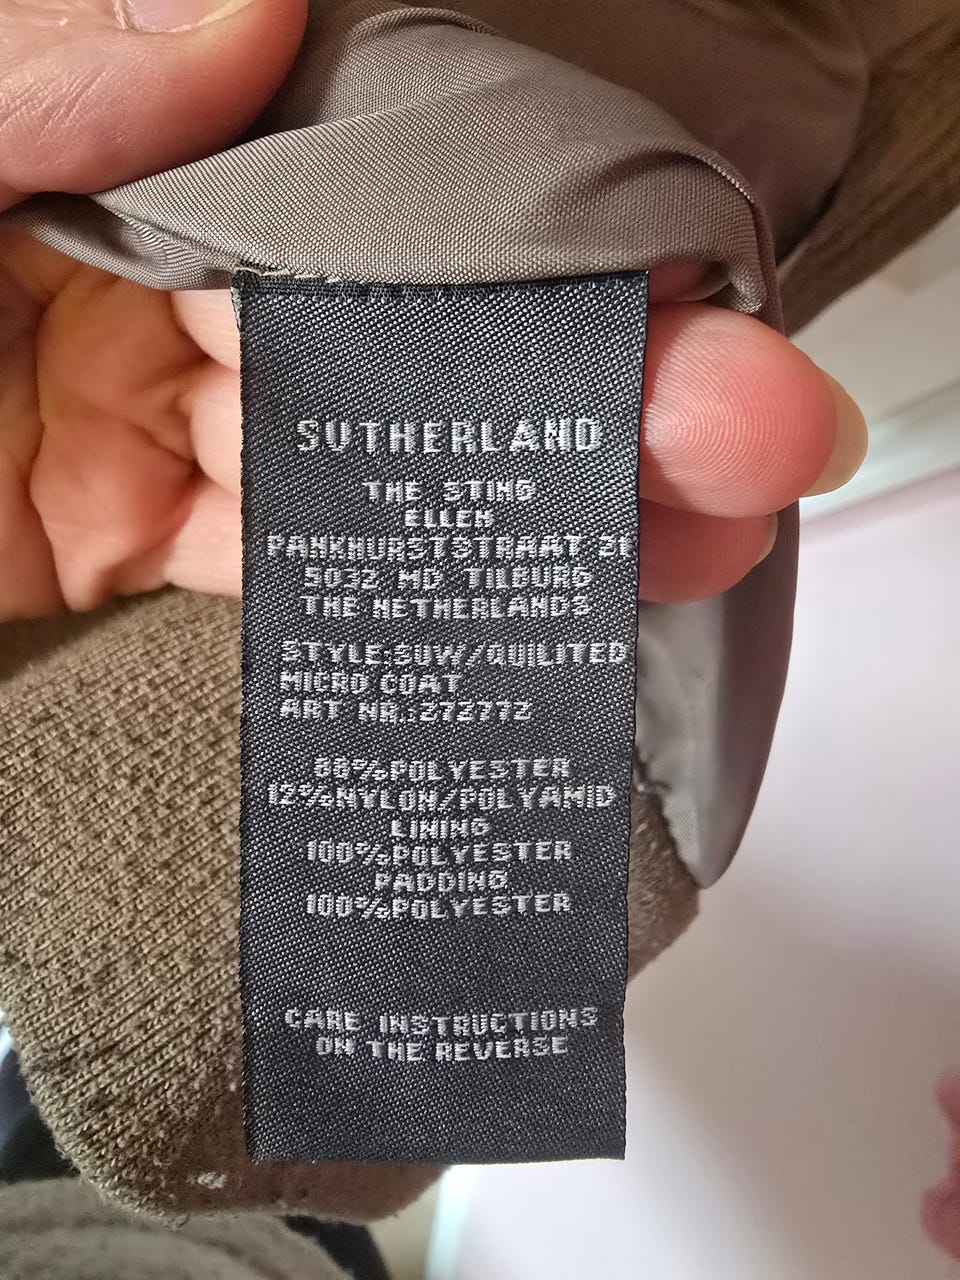 SUTHERLAND
THE STING
ELLEN
PANKHURSTSTRAAT 21
5032 MD TILBURG
THE NETHERLANDS
STYLE:SUW/QUILITED
MICRO COAT
ART NR.:272772
88%POLYESTER
12%NYLON/POLYAMID
LINING
100%POLYESTER
PADDING
100%POLYESTER
CARE INSTRUCTIONS
ON THE REVERSE